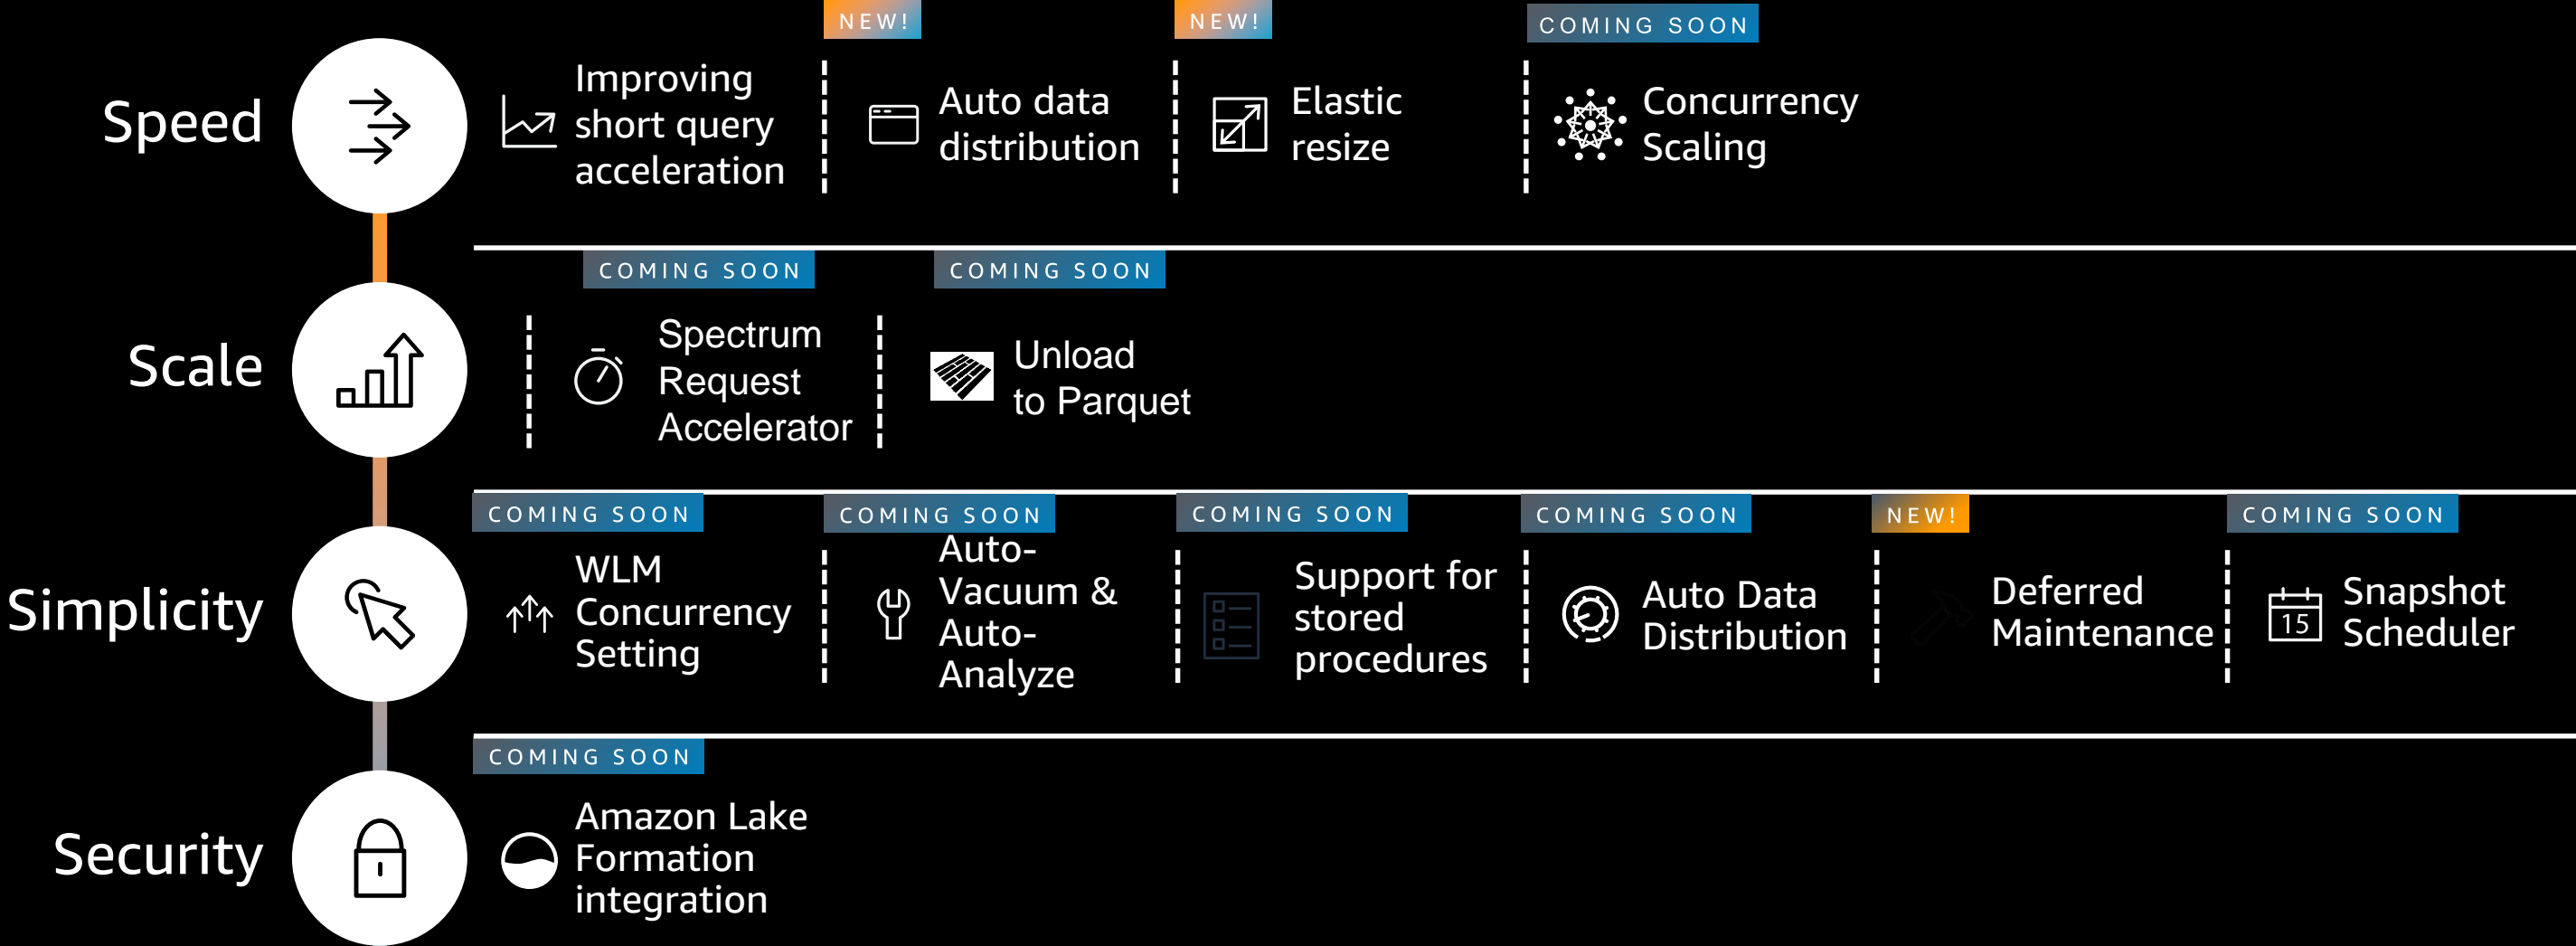 NEW!
NEW!
COMING SOON
Speed
Improving
short query
acceleration
Auto data
distribution
Elastic
resize
Concurrency
Scaling
COMING SOON
COMING SOON
Scale
Spectrum
Request
Accelerator
Unload
to Parquet
COMING SOON
COMING SOON
COMING SOON
COMING SOON
NEW!
COMING SOON
Simplicity
WLM
Concurrency
Setting
Auto-
Vacuum &
Auto-
Analyze
Support for
stored
procedures
Auto Data
Distribution
Deferred
Maintenance
15
Snapshot
Scheduler
COMING SOON
Security
Amazon Lake
Formation
integration